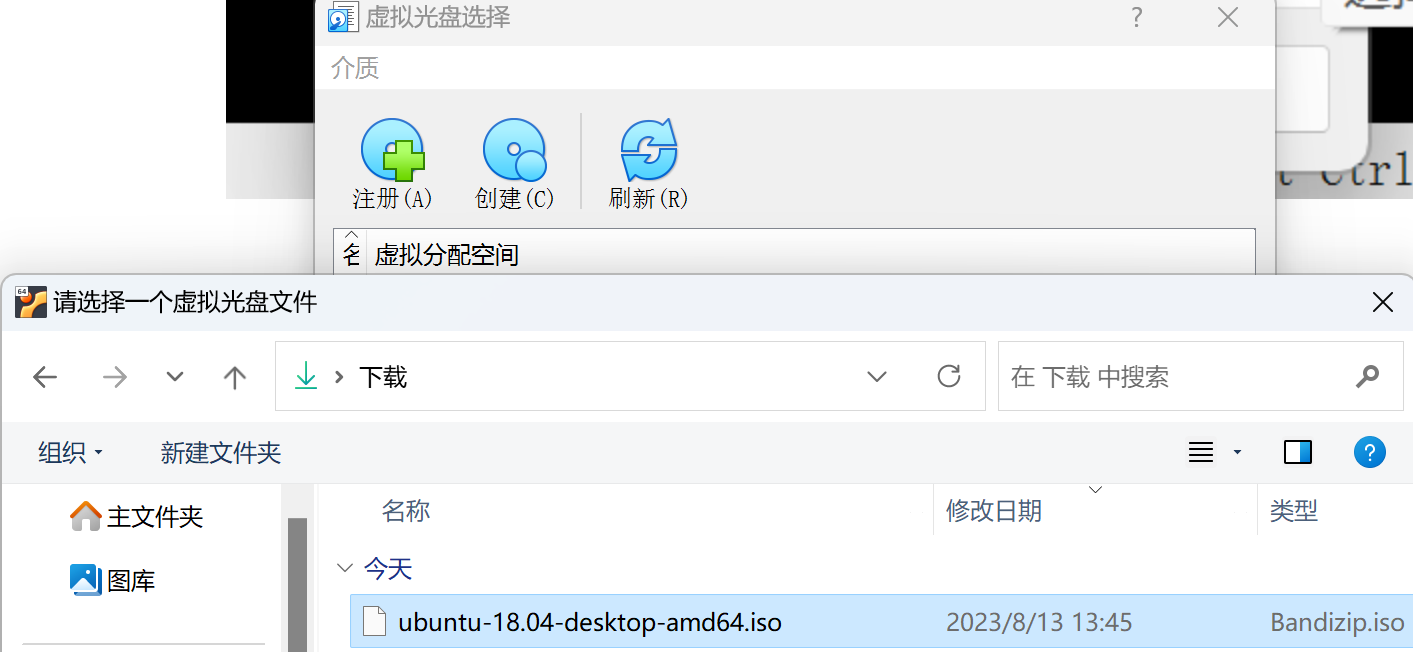 虚拟光盘选择
?
介质
注册(A) 创建(C) 刷新(R)
Ctrl
名 虚拟分配空间
64 请选择一个虚拟光盘文件
下载 在 下载 中搜索
组织 新建文件夹 ?
主文件夹 名称 修改日期 类型
图库 今天
ubuntu-18.04-desktop-amd64.iso 2023/8/13 13:45 Bandizip.iso